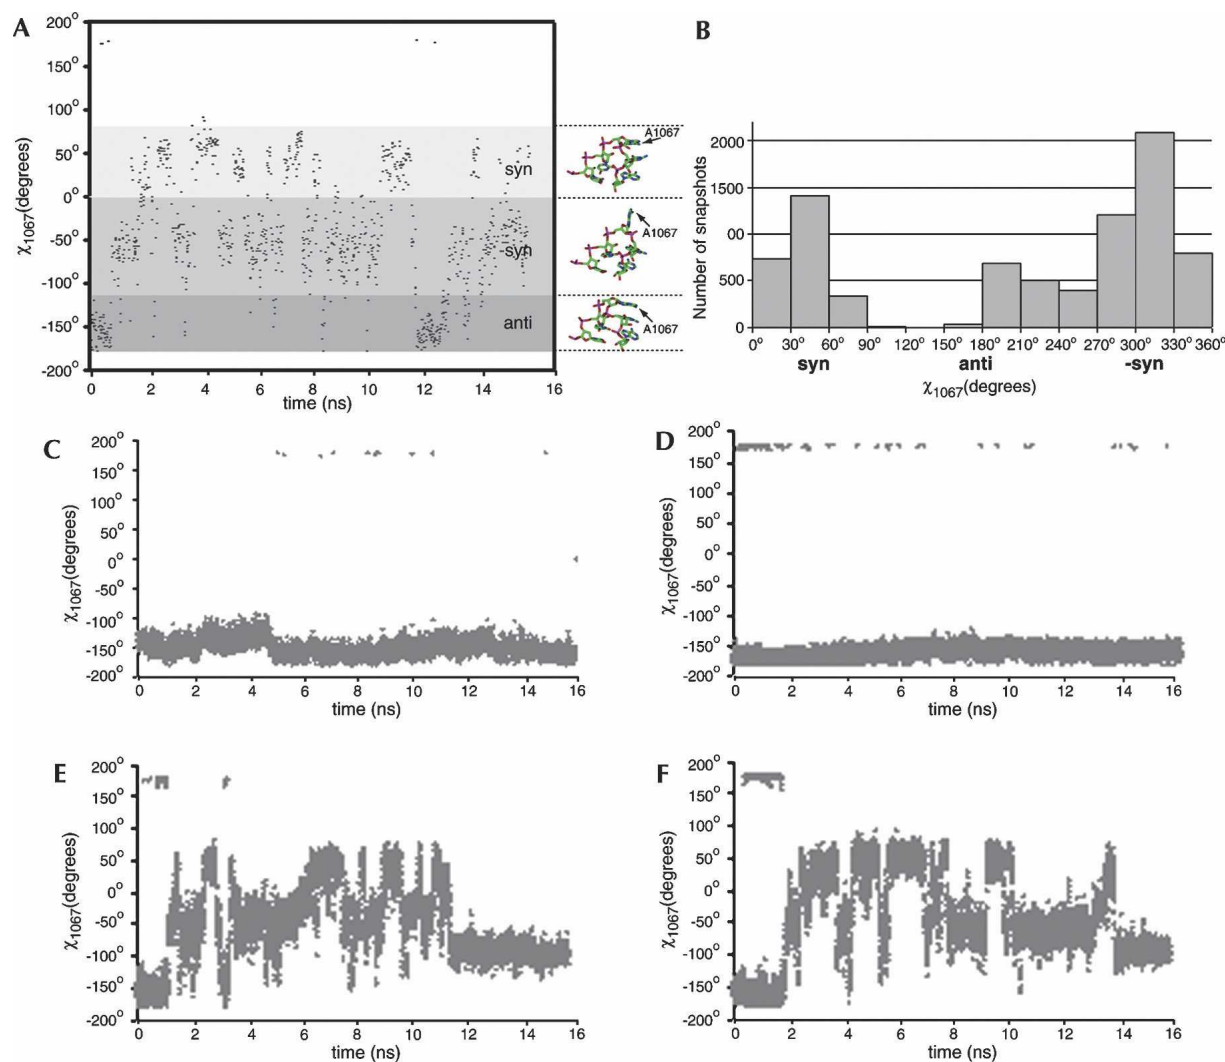 A
χ1067(degrees)
200°
150°
100°
50°
0
-50°
-100°
-150°
-200°
syn
syn
anti
0 2 4 6 8 10 12 14 16
time (ns)
A1067
A1067
A1067
B
Number of snapshots
2000
1500
00
500
0
0° 30° 60° 90° 120° 150° 180° 210° 240° 270° 300° 330° 360°
syn anti -syn
χ1067(degrees)
C
χ1067(degrees)
200°
150°
100°
50°
0°
-50°
-100°
-150°
-200°
0 2 4 6 8 10 12 14 16
time (ns)
D
χ1067(degrees)
200°
150°
100°
50°
0°
-50°
-100°
-150°
-200°
0 2 4 6 8 10 12 14 16
time (ns)
E
χ1067(degrees)
200°
150°
100°
50°
0°
-50°
-100°
-150°
-200°
0 2 4 6 8 10 12 14 16
time (ns)
F
χ1067(degrees)
200°
150°
100°
50°
0°
-50°
-100°
-150°
-200°
0 2 4 6 8 10 12 14 16
time (ns)